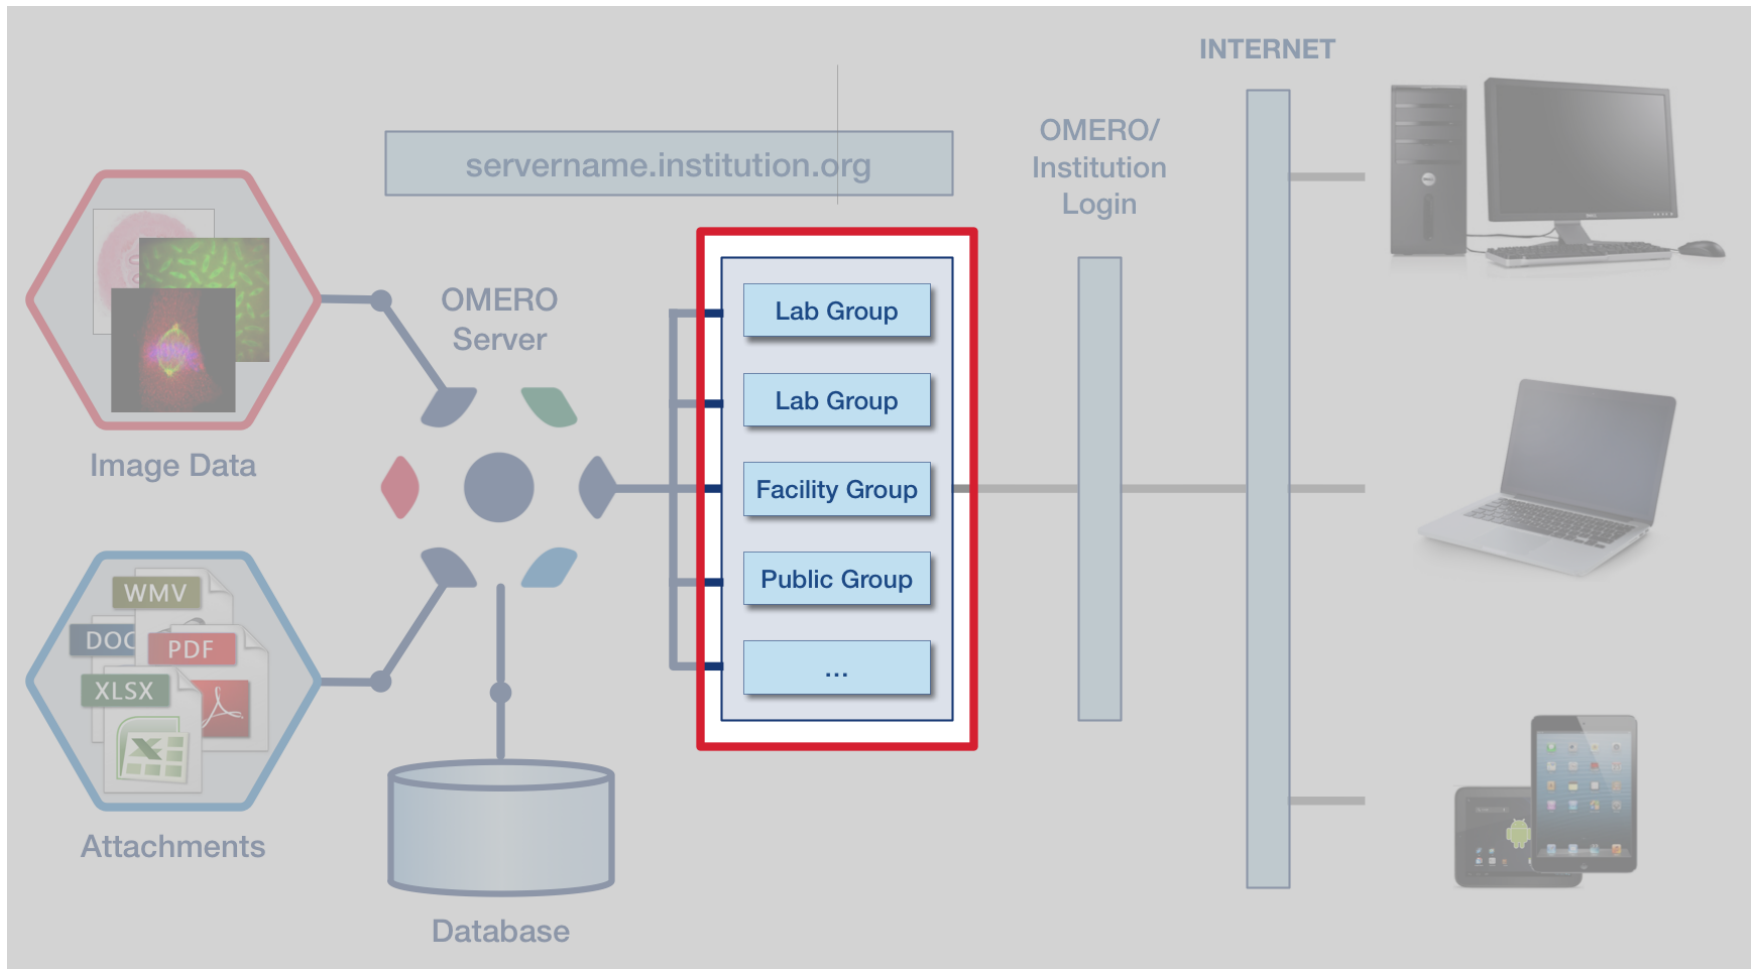 INTERNET
servername.institution.org
OMERO/
Institution
Login
OMERO
Server
Image Data
Lab Group
Lab Group
Facility Group
Public Group
...
WMV
DOC
PDF
XLSX
Attachments
Database